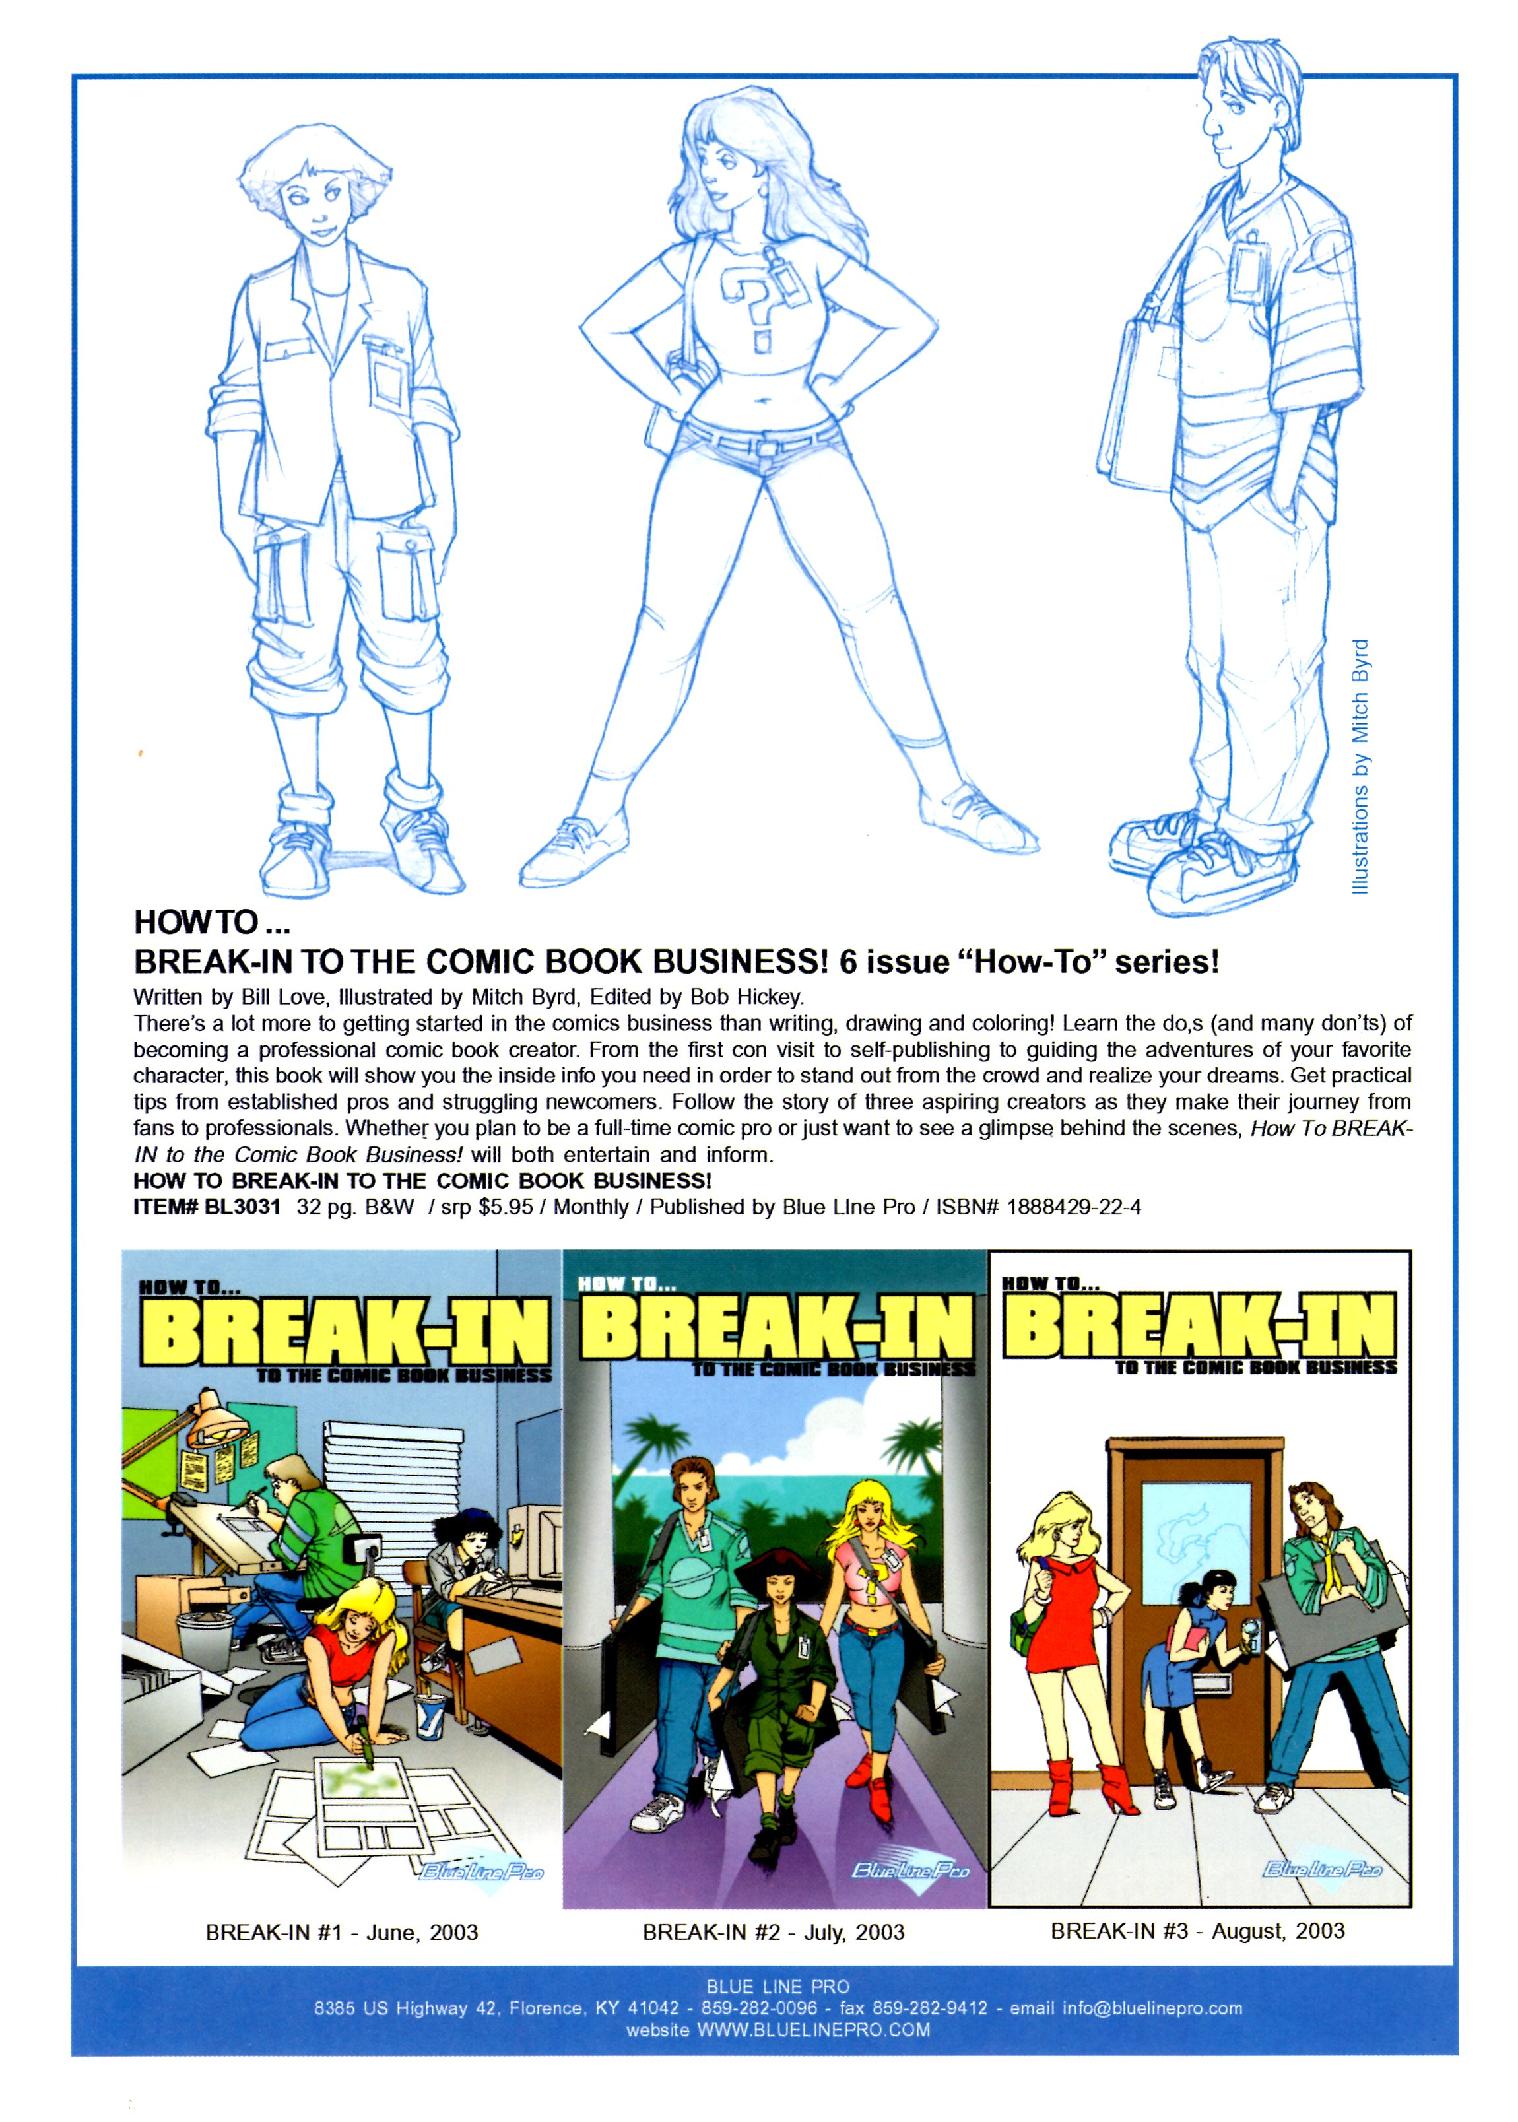 Illustrations by Mitch Byrd
HOW TO ...
BREAK-IN TO THE COMIC BOOK BUSINESS! 6 issue “How-To” series!
Written by Bill Love, Illustrated by Mitch Byrd, Edited by Bob Hickey.
There's a lot more to getting started in the comics business than writing, drawing and coloring! Learn the do,s (and many don'ts) of
becoming a professional comic book creator. From the first con visit to self-publishing to guiding the adventures of your favorite
character, this book will show you the inside info you need in order to stand out from the crowd and realize your dreams. Get practical
tips from established pros and struggling newcomers. Follow the story of three aspiring creators as they make their journey from
fans to professionals. Whether you plan to be a full-time comic pro or just want to see a glimpse behind the scenes, How To BREAK-
IN to the Comic Book Business! will both entertain and inform.
HOW TO BREAK-IN TO THE COMIC BOOK BUSINESS!
ITEM# BL3031 32 pg. B&W / srp $5.95 / Monthly / Published by Blue LIne Pro / ISBN# 1888429-22-4
HOW TO...
BREAK-IN
TO THE COMIC BOOK BUSINESS
Blue Line Pro
BREAK-IN #1 - June, 2003
HOW TO...
BREAK-IN
TO THE COMIC BOOK BUSINESS
Blue Line Pro
BREAK-IN #2 - July, 2003
HOW TO...
BREAK-IN
TO THE COMIC BOOK BUSINESS
Blue Line Pro
BREAK-IN #3 - August, 2003
BLUE LINE PRO
8385 US Highway 42, Florence, KY 41042 - 859-282-0096 - fax 859-282-9412 - email info@bluelinepro.com
website WWW.BLUELINEPRO.COM